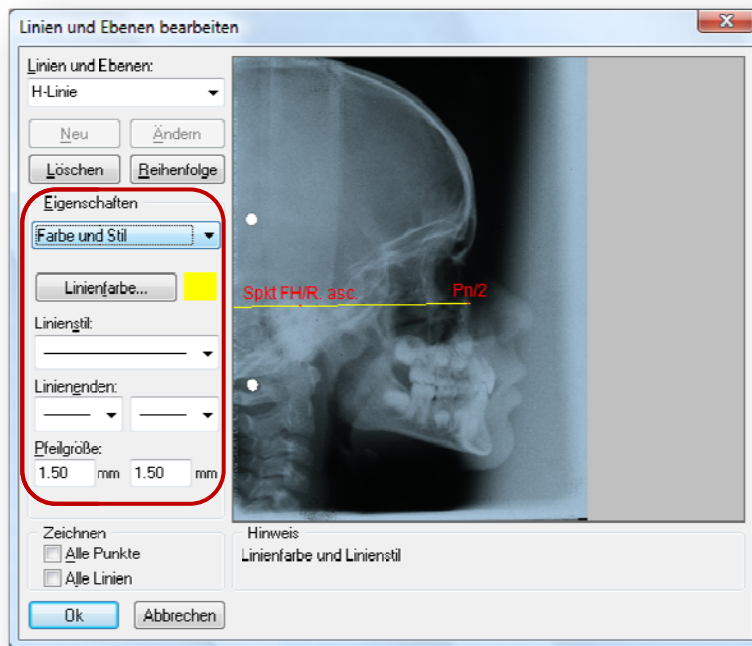 Linien und Ebenen bearbeiten
X
Linien und Ebenen:
H-Linie
Neu Ändern
Löschen Reihenfolge
Eigenschaften
Farbe und Stil
Linienfarbe...
Linienstil:
Linienenden:
Pfeilgröße:
1.50 mm 1.50 mm
Spkt FH/R. asc. Pn/2
Zeichnen
Alle Punkte
Alle Linien
Hinweis
Linienfarbe und Linienstil
Ok Abbrechen